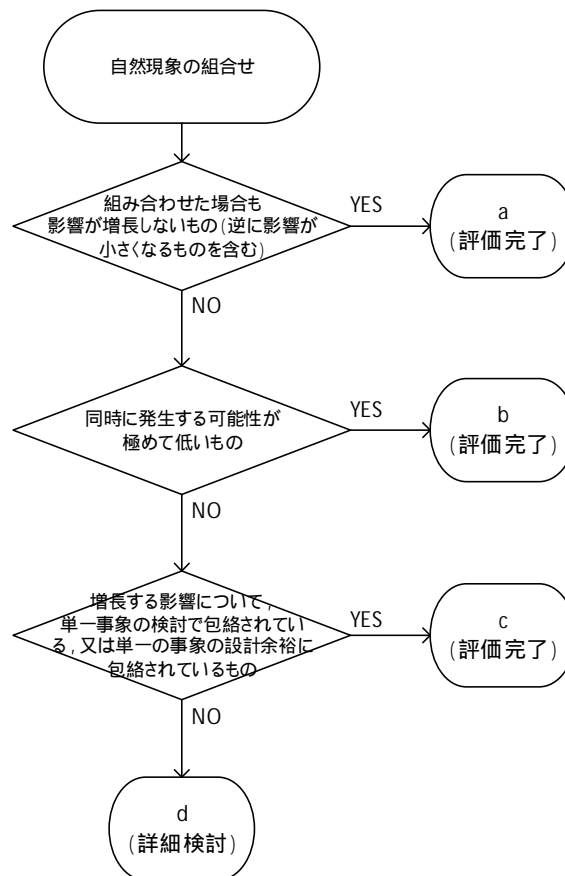 自然現象の組合せ
組み合わせた場合も
影響が増長しないもの(逆に影響が
小さくなるものを含む)
YES
a
(評価完了)
NO
同時に発生する可能性が
極めて低いもの
YES
b
(評価完了)
NO
増長する影響について,
単一事象の検討で包絡されてい
る,又は単一の事象の設計余裕に
包絡されているもの
YES
c
(評価完了)
NO
d
(詳細検討)